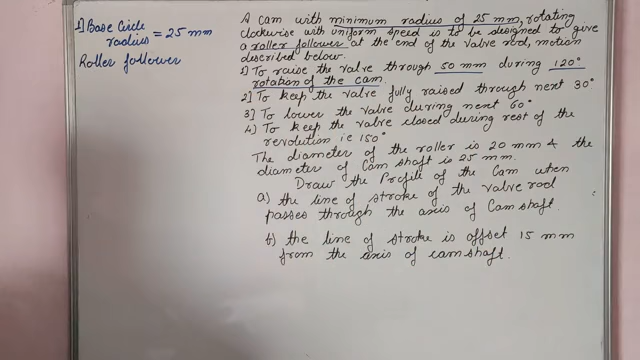 1] Base Circle radius = 25 mm
Roller follower
A cam with minimum radius of 25 mm, rotating
clockwise with uniform speed is to be designed to give
a roller follower at the end of the valve rod, motion
described below.
1) To raise the valve through 50 mm during 120°
rotation of the cam.
2] To keep the valve fully raised through next 30°
3] To lower the valve during next 60°
4] To keep the valve closed during rest of the
revolution ie 150°
The diameter of the roller is 20 mm & the
diameter of Cam shaft is 25 mm.
Draw the Profile of the Cam when
a) the line of stroke of the valve rod
passes through the axis of Camshaft.
b) the line of stroke is offset 15 mm
from the axis of camshaft.